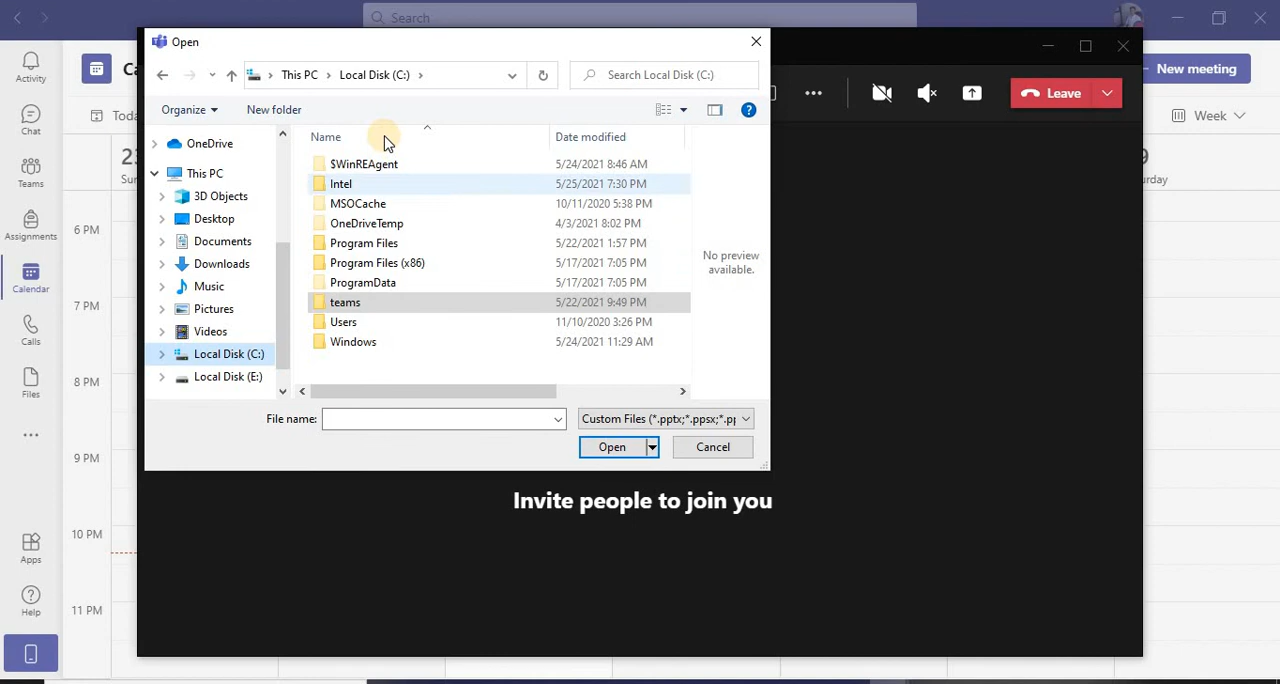 Search
Open
This PC > Local Disk (C:) >
Search Local Disk (C:)
Organize
New folder
Leave
New meeting
Week
Activity
Chat
Teams
Assignments
Calendar
Calls
Files
Apps
Help
Toda
Sur
rday
6 PM
7 PM
8 PM
9 PM
10 PM
11 PM
OneDrive
This PC
3D Objects
Desktop
Documents
Downloads
Music
Pictures
Videos
Local Disk (C:)
Local Disk (E:)
Name Date modified
$WinREAgent 5/24/2021 8:46 AM
Intel 5/25/2021 7:30 PM
MSOCache 10/11/2020 5:38 PM
OneDriveTemp 4/3/2021 8:02 PM
Program Files 5/22/2021 1:57 PM
Program Files (x86) 5/17/2021 7:05 PM
ProgramData 5/17/2021 7:05 PM
teams 5/22/2021 9:49 PM
Users 11/10/2020 3:26 PM
Windows 5/24/2021 11:29 AM
No preview
available.
File name:
Custom Files (*.pptx;*.ppsx;*.p
Open
Cancel
Invite people to join you